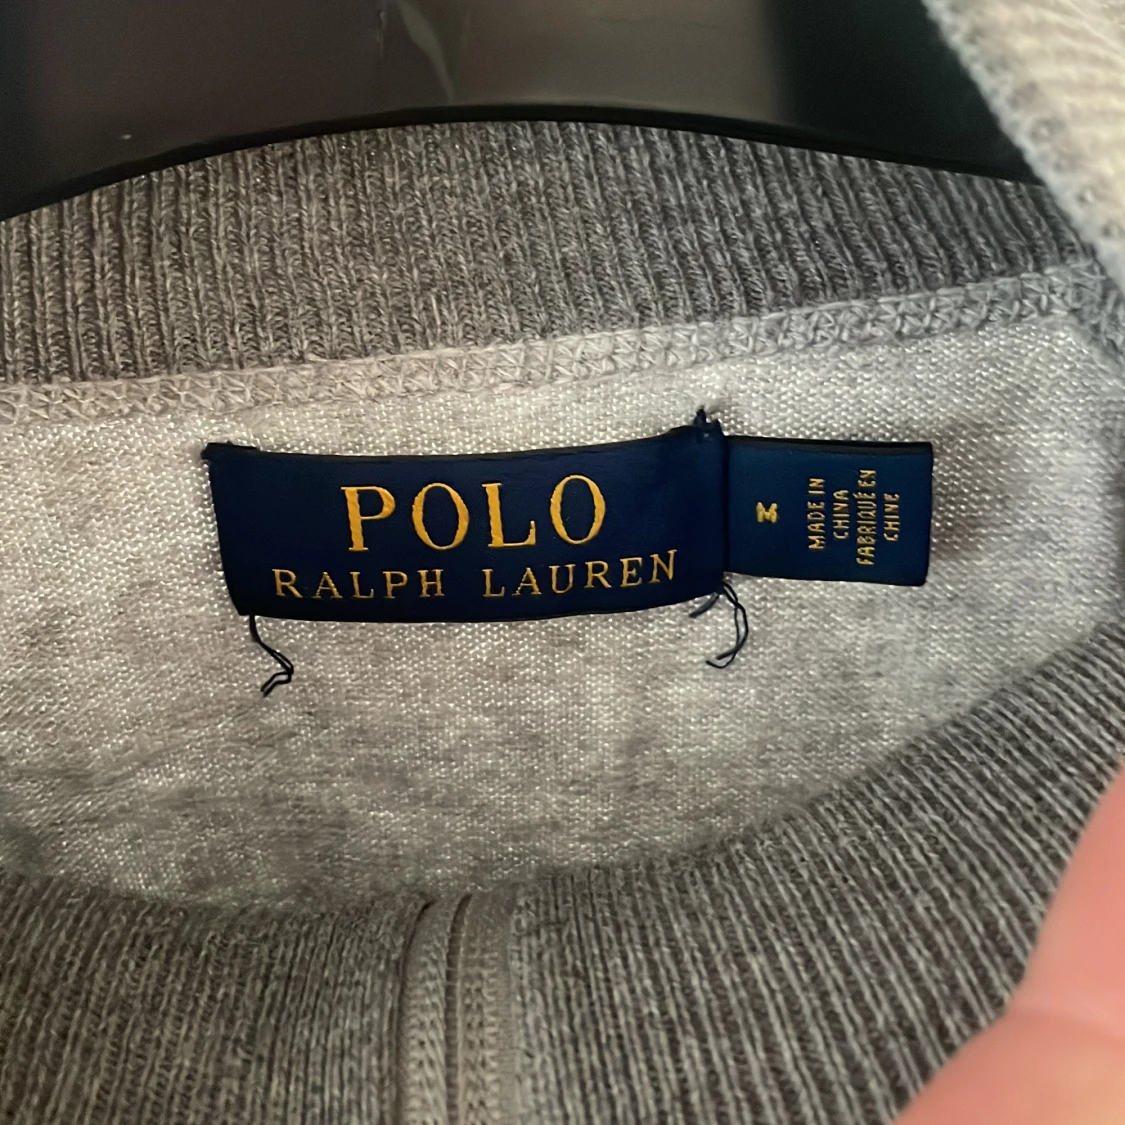 POLO
RALPH LAUREN
M
MADE IN
CHINA
FABRIQUÉ EN
CHINE